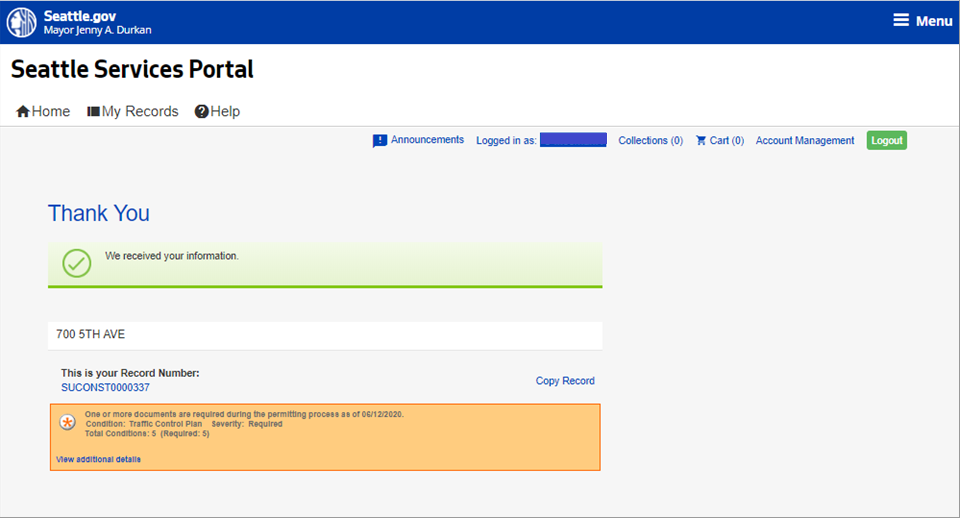 Seattle.gov
Mayor Jenny A. Durkan
Menu
Seattle Services Portal
Home My Records Help
Announcements Logged in as: Collections (0) Cart (0) Account Management Logout
Thank You
We received your information.
700 5TH AVE
This is your Record Number:
SUCONST0000337
Copy Record
One or more documents are required during the permitting process as of 06/12/2020.
Condition: Traffic Control Plan Severity: Required
Total Conditions: 5 (Required: 5)
View additional details